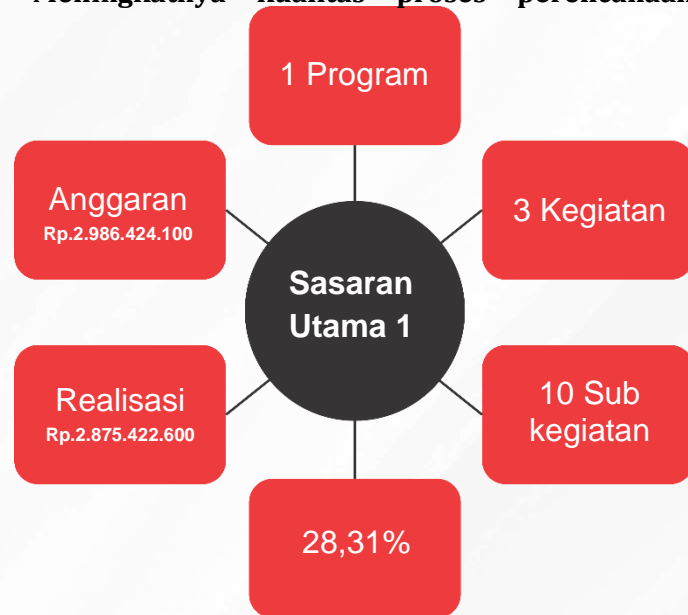 Meningkatnya kualitas proses perencanaan
1 Program
Anggaran
Rp.2.986.424.100
3 Kegiatan
Sasaran
Utama 1
Realisasi
Rp.2.875.422.600
10 Sub
kegiatan
28,31%